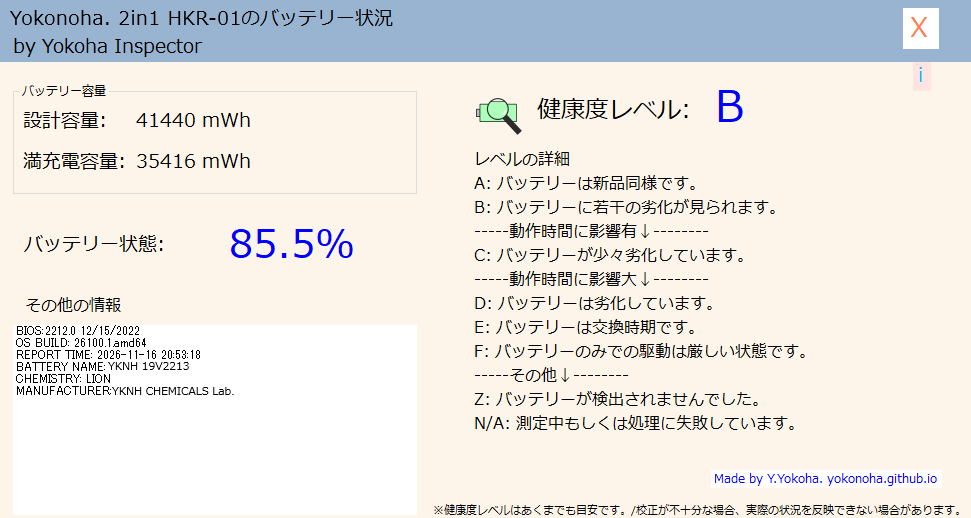 Yokonoha. 2in1 HKR-01のバッテリー状況
by Yokoha Inspector
X
i
バッテリー容量
設計容量: 41440 mWh
満充電容量: 35416 mWh
バッテリー状態: 85.5%
その他の情報
BIOS:2212.0 12/15/2022
OS BUILD: 26100.1.amd64
REPORT TIME: 2026-11-16 20:53:18
BATTERY NAME:YKNH 19V2213
CHEMISTRY: LION
MANUFACTURER:YKNH CHEMICALS Lab.
健康度レベル: B
レベルの詳細
A: バッテリーは新品同様です。
B: バッテリーに若干の劣化が見られます。
-----動作時間に影響有↓--------
C: バッテリーが少々劣化しています。
-----動作時間に影響大↓--------
D: バッテリーは劣化しています。
E: バッテリーは交換時期です。
F: バッテリーのみでの駆動は厳しい状態です。
-----その他↓--------
Z: バッテリーが検出されませんでした。
N/A: 測定中もしくは処理に失敗しています。
Made by Y.Yokoha. yokonoha.github.io
※健康度レベルはあくまでも目安です。/校正が不十分な場合、実際の状況を反映できない場合があります。